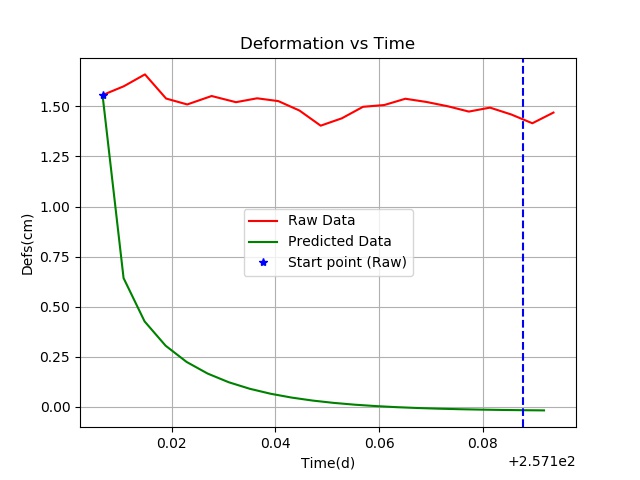 Deformation vs Time
Defs(cm)
1.50
1.25
1.00
0.75
0.50
0.25
0.00
Raw Data
Predicted Data
Start point (Raw)
0.02
0.04
0.06
0.08
Time(d)
+2.571e2